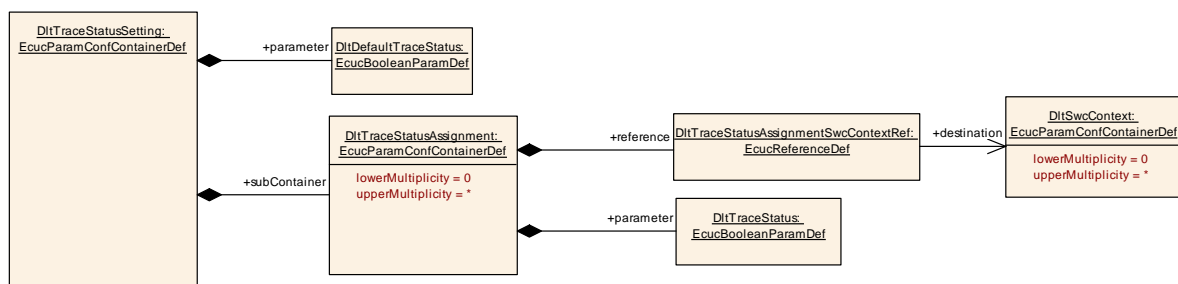 DltTraceStatusSetting:
EcucParamConfContainerDef
+parameter
DltDefaultTraceStatus:
EcucBooleanParamDef
+subContainer
DltTraceStatusAssignment:
EcucParamConfContainerDef
lowerMultiplicity = 0
upperMultiplicity = *
+reference
DltTraceStatusAssignmentSwcContextRef:
EcucReferenceDef
+destination
DltSwcContext:
EcucParamConfContainerDef
lowerMultiplicity = 0
upperMultiplicity = *
+parameter
DltTraceStatus:
EcucBooleanParamDef